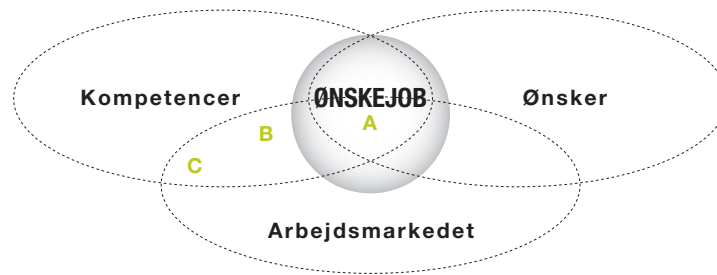 Kompetencer
ØNSKEJOB
Ønsker
A
B
C
Arbejdsmarkedet